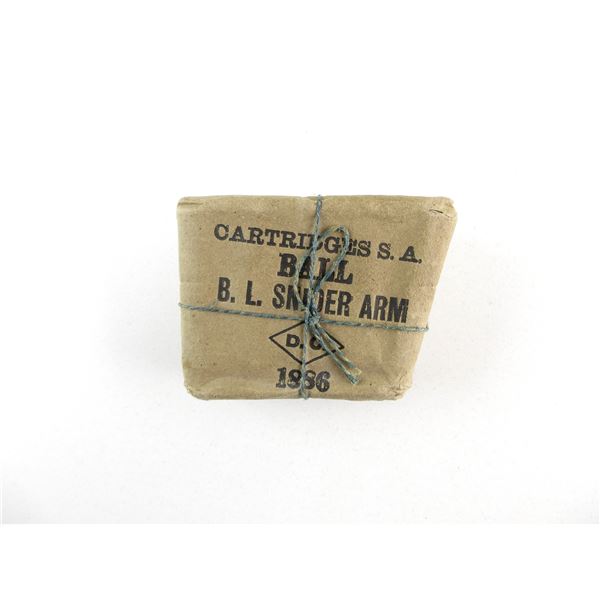 CARTRIDGES S. A.
BALL
B. L. SNIDER ARM
D. C.
1886